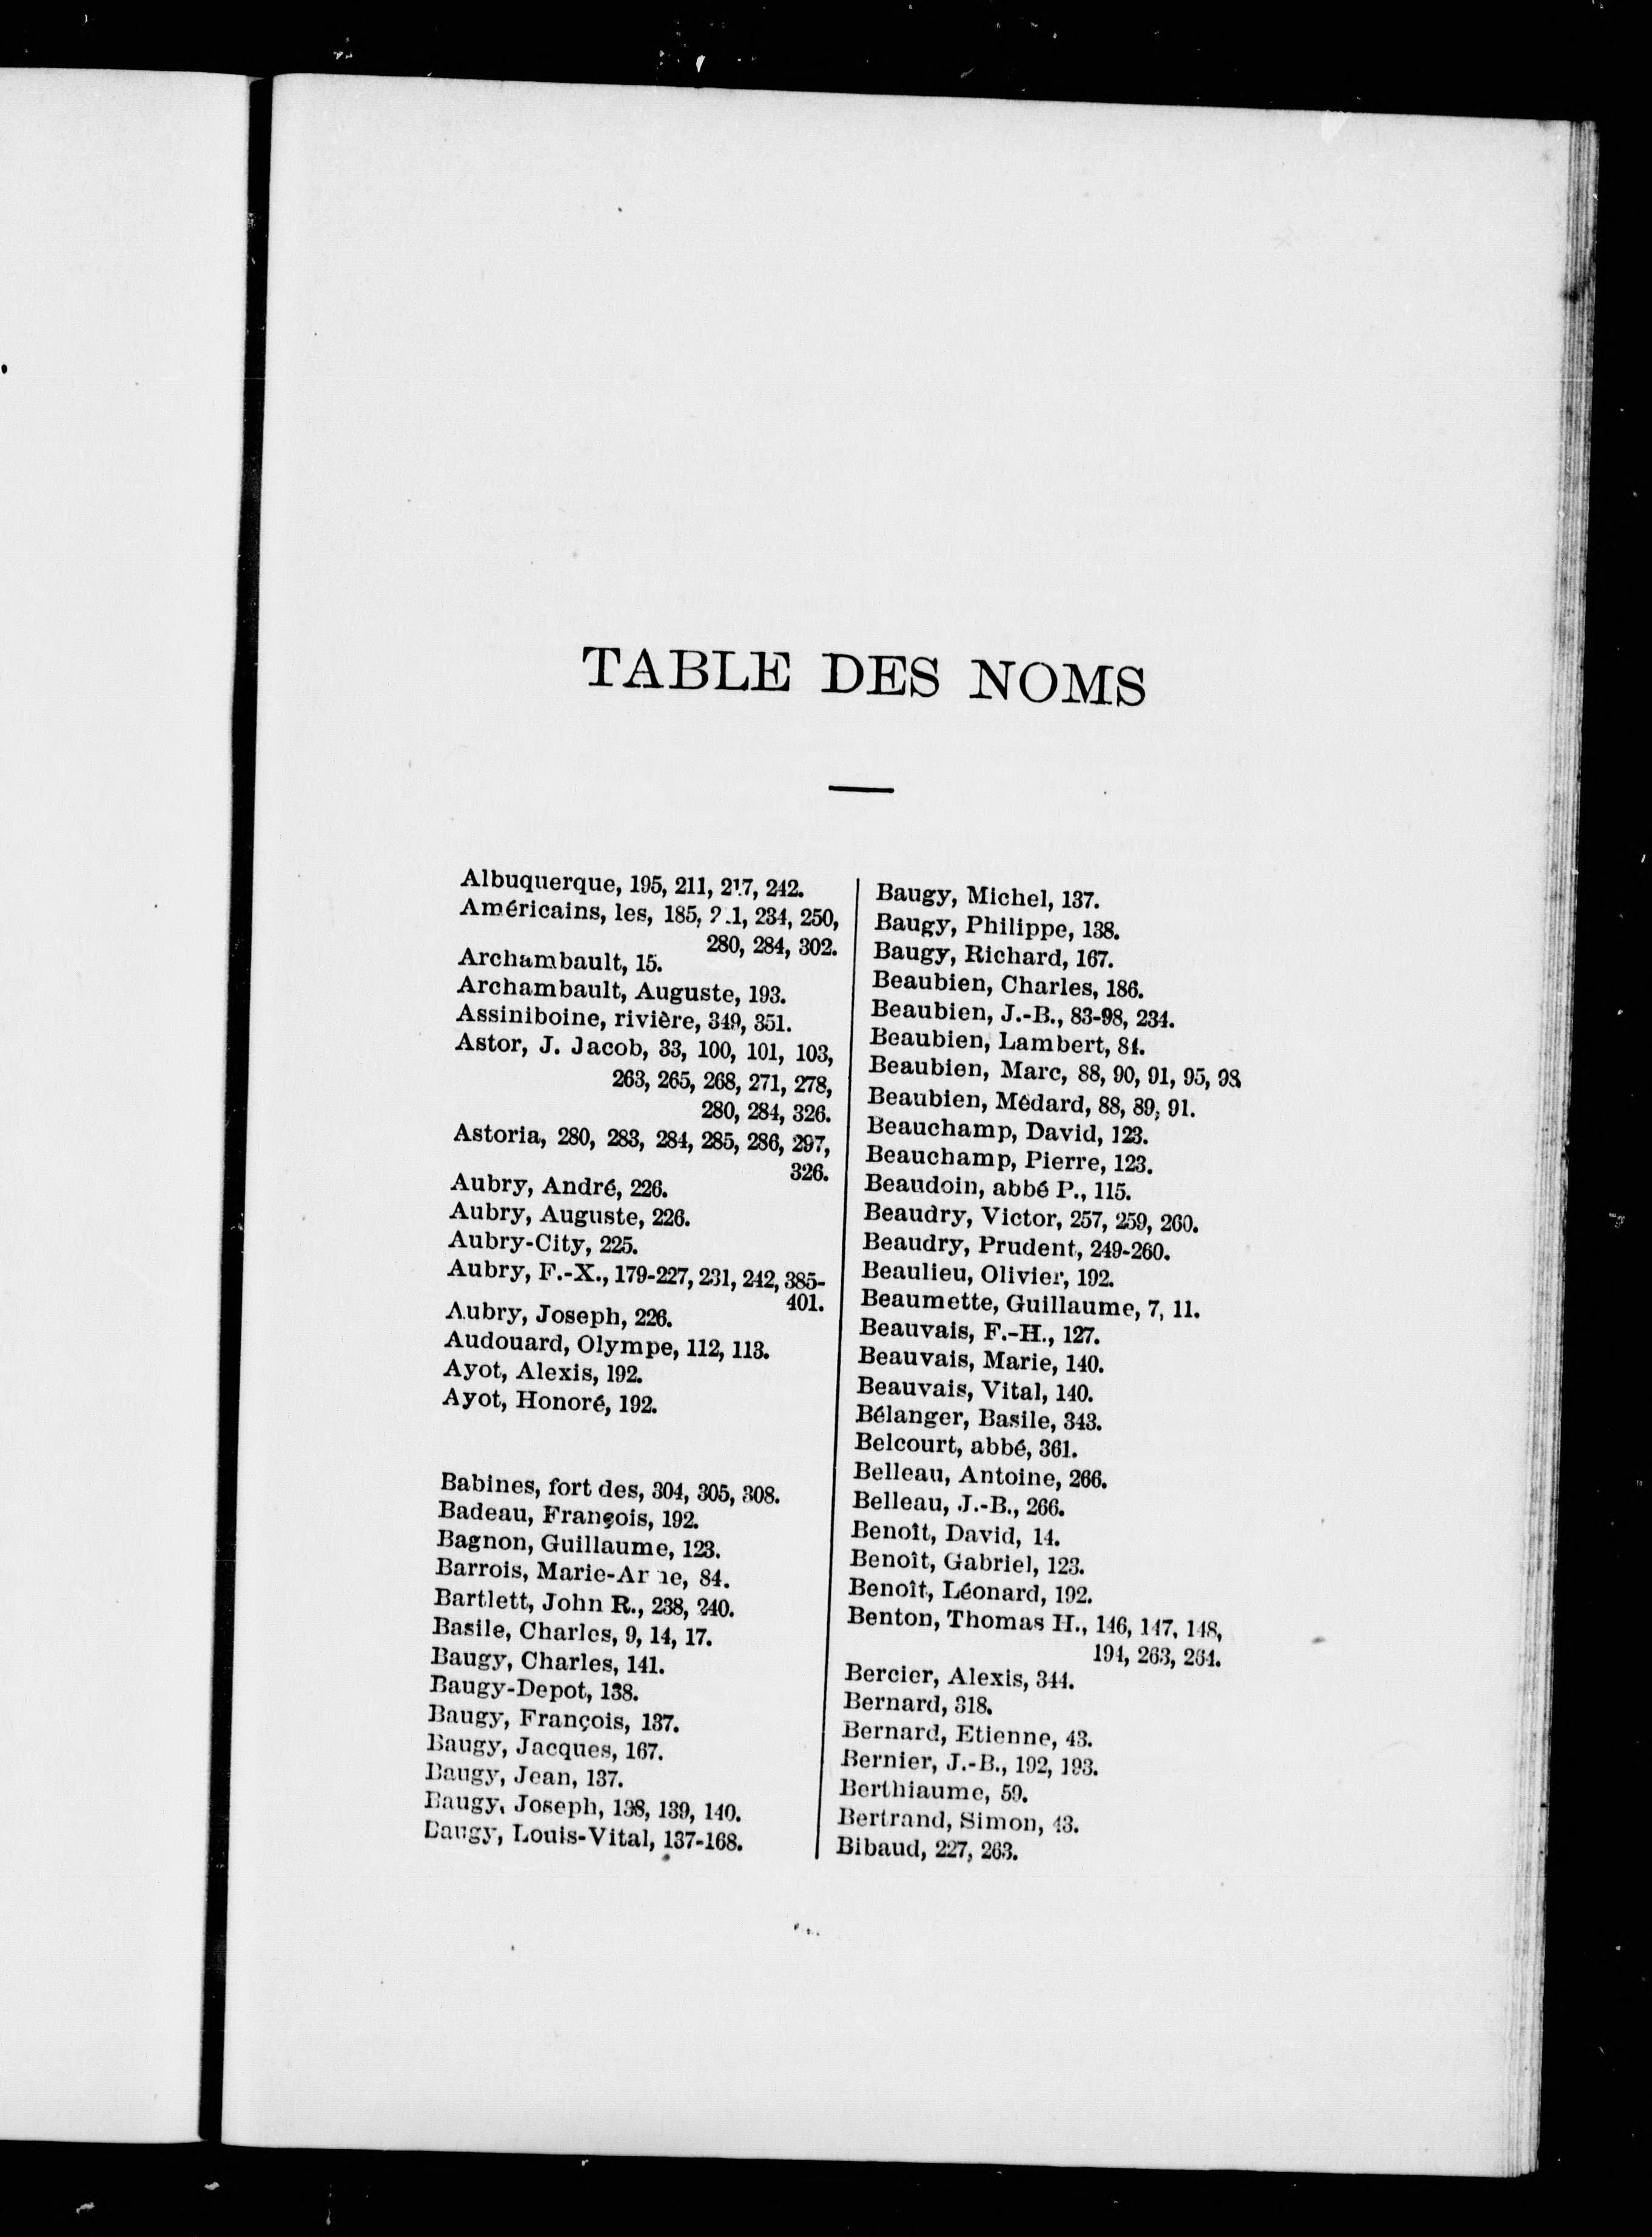 TABLE DES NOMS
Albuquerque, 195, 211, 217, 242.
Américains, les, 185, 234, 250,
280, 284, 302.
Archambault, 15.
Archambault, Auguste, 193.
Assiniboine, rivière, 349, 351.
Astor, J. Jacob, 33, 100, 101, 103,
263, 265, 268, 271, 278,
280, 284, 326.
Astoria, 280, 283, 284, 285, 286, 297,
326.
Aubry, André, 226.
Aubry, Auguste, 226.
Aubry-City, 225.
Aubry, F.-X., 179-227, 231, 242, 385-
401.
Aubry, Joseph, 226.
Audouard, Olympe, 112, 113.
Ayot, Alexis, 192.
Ayot, Honoré, 192.
Babines, fort des, 304, 305, 308.
Badeau, François, 192.
Bagnon, Guillaume, 123.
Barrois, Marie-Anne, 84.
Bartlett, John R., 238, 240.
Basile, Charles, 9, 14, 17.
Baugy, Charles, 141.
Baugy-Depot, 138.
Baugy, François, 137.
Baugy, Jacques, 167.
Baugy, Jean, 137.
Baugy, Joseph, 138, 139, 140.
Baugy, Louis-Vital, 137-168.
Baugy, Michel, 137.
Baugy, Philippe, 138.
Baugy, Richard, 167.
Beaubien, Charles, 186.
Beaubien, J.-B., 83-98, 234.
Beaubien, Lambert, 84.
Beaubien, Marc, 88, 90, 91, 95, 98
Beaubien, Médard, 88, 89, 91.
Beauchamp, David, 123.
Beauchamp, Pierre, 123.
Beaudoin, abbé P., 115.
Beaudry, Victor, 257, 259, 260.
Beaudry, Prudent, 249-260.
Beaulieu, Olivier, 192.
Beaumette, Guillaume, 7, 11.
Beauvais, F.-H., 127.
Beauvais, Marie, 140.
Beauvais, Vital, 140.
Bélanger, Basile, 343.
Belcourt, abbé, 361.
Belleau, Antoine, 266.
Belleau, J.-B., 266.
Benoît, David, 14.
Benoît, Gabriel, 123.
Benoît, Léonard, 192.
Benton, Thomas H., 146, 147, 148,
194, 263, 264.
Bercier, Alexis, 344.
Bernard, 318.
Bernard, Etienne, 43.
Bernier, J.-B., 192, 193.
Berthiaume, 59.
Bertrand, Simon, 43.
Bibaud, 227, 263.